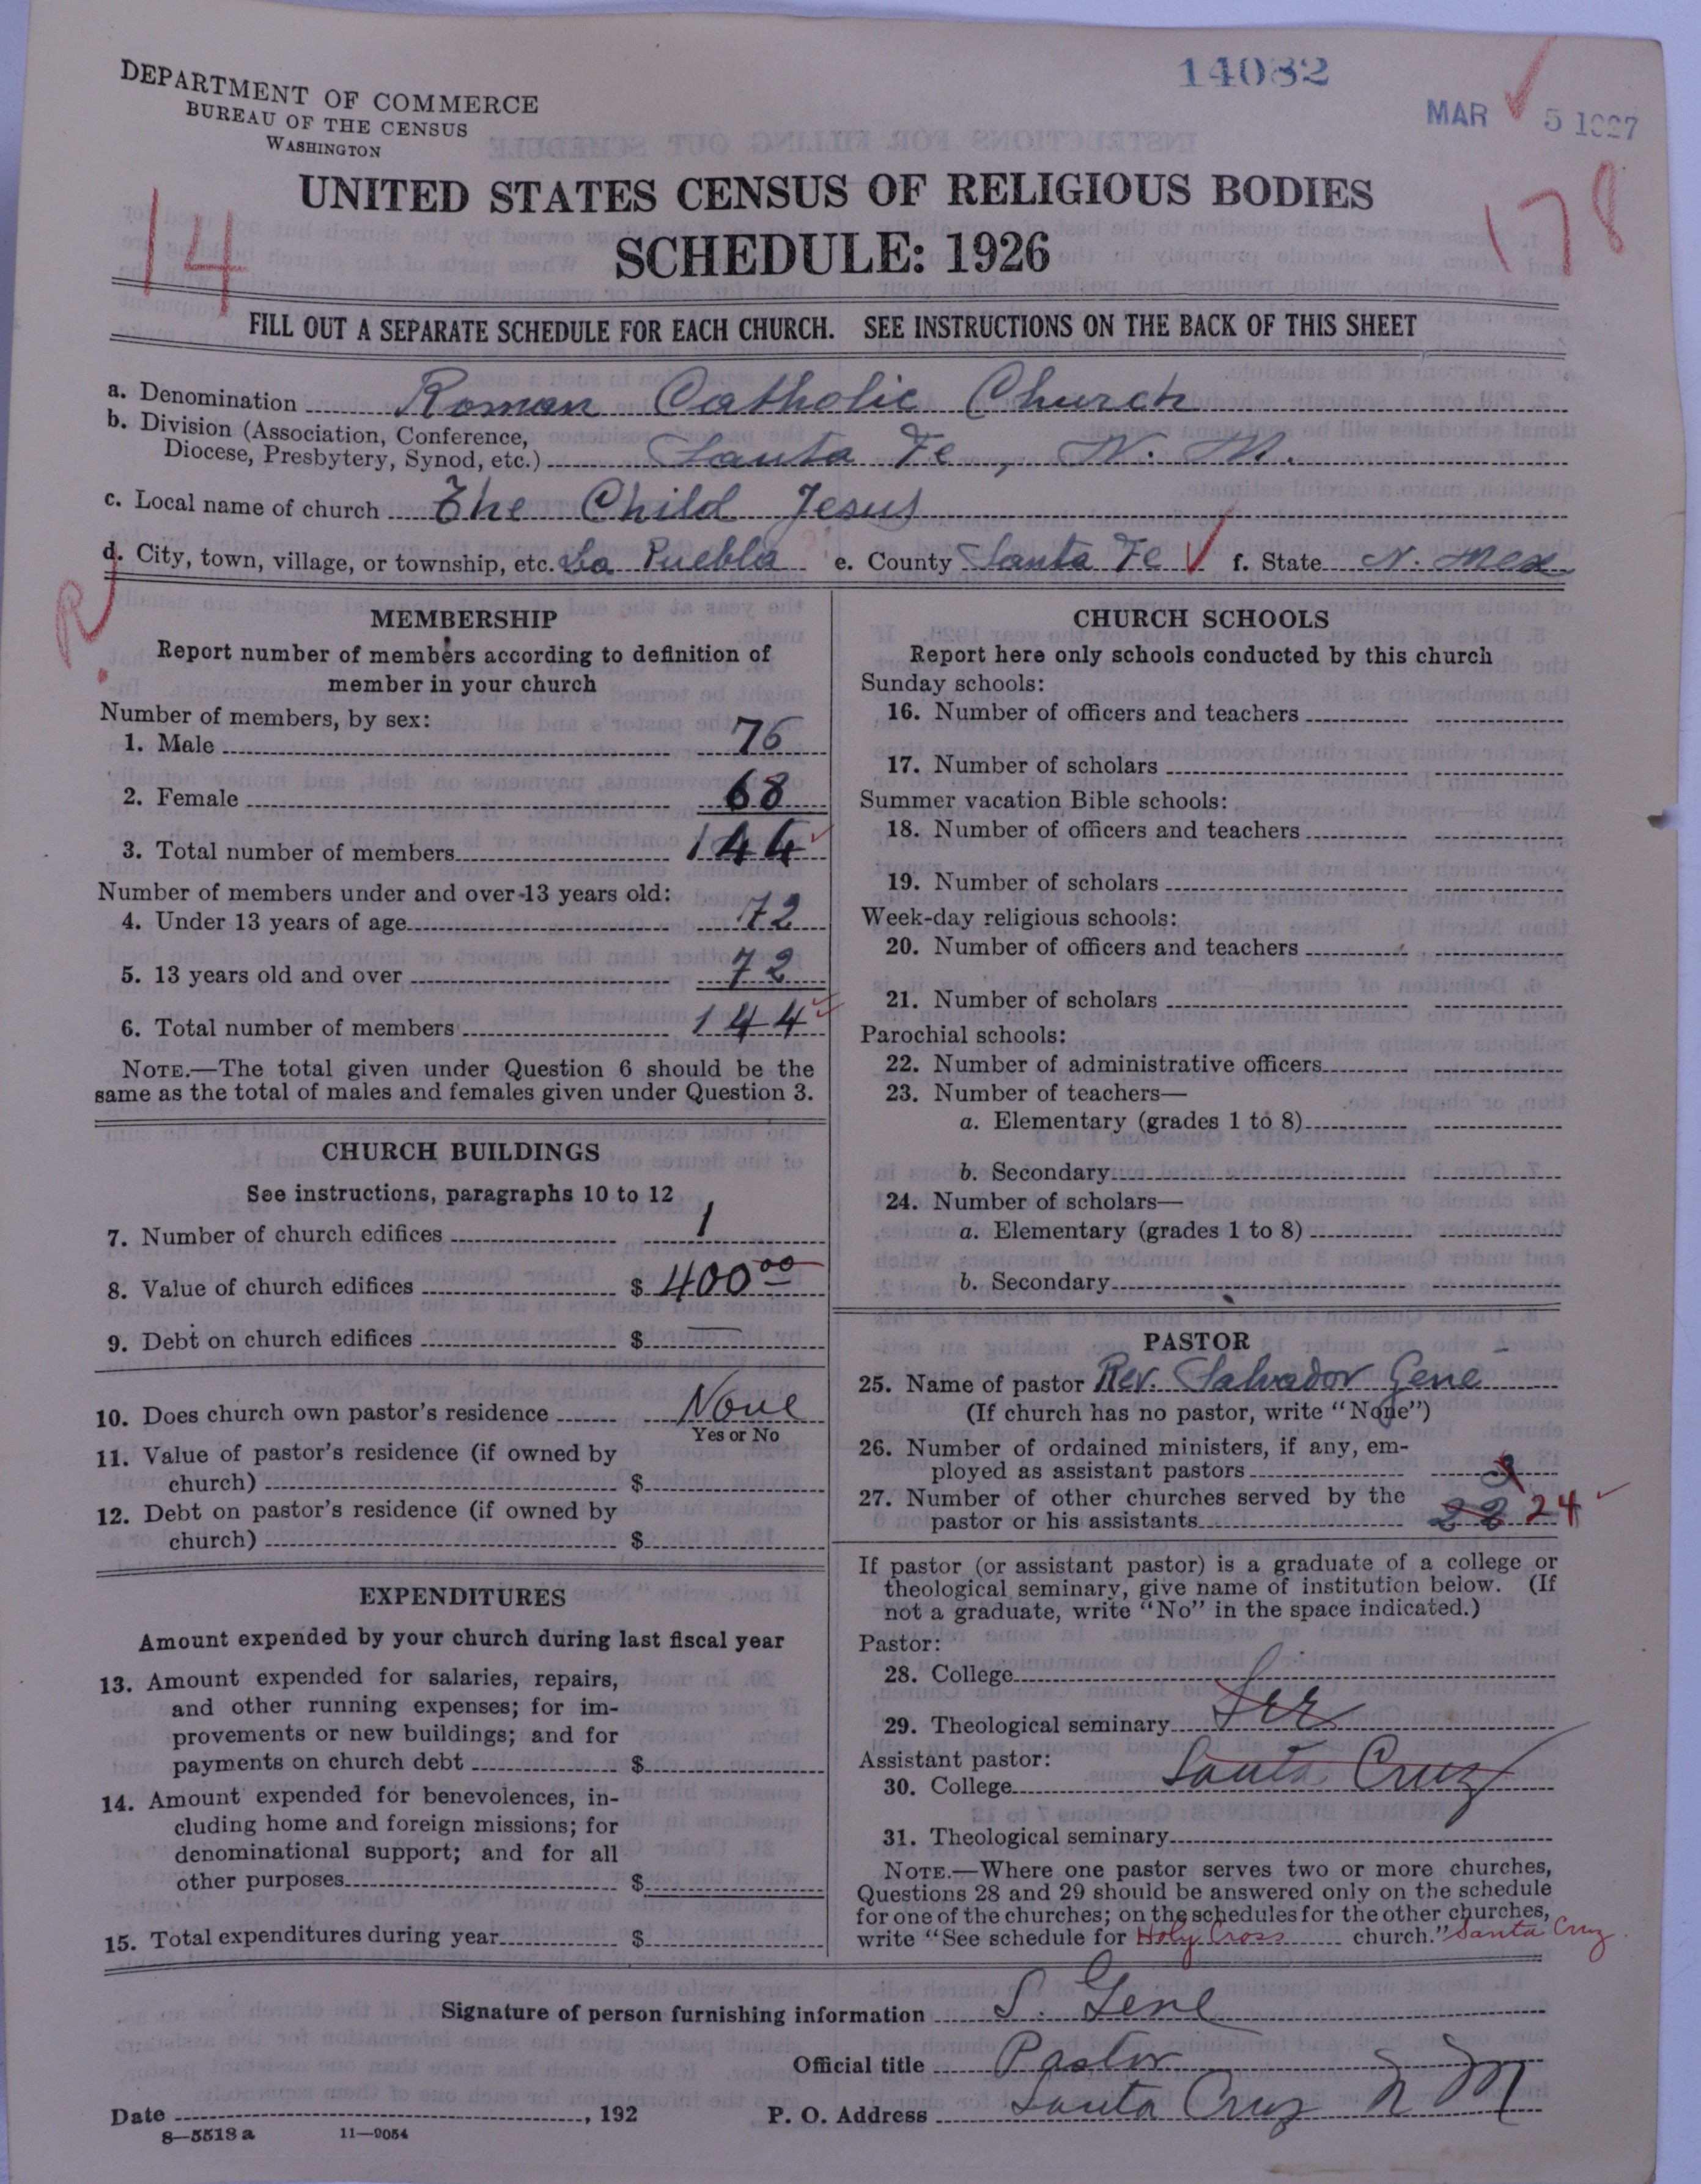 14082
MAR 5 1927
DEPARTMENT OF COMMERCE
BUREAU OF THE CENSUS
WASHINGTON
UNITED STATES CENSUS OF RELIGIOUS BODIES
SCHEDULE: 1926
14
178
FILL OUT A SEPARATE SCHEDULE FOR EACH CHURCH. SEE INSTRUCTIONS ON THE BACK OF THIS SHEET
a. Denomination Roman Catholic Church
b. Division (Association, Conference,
Diocese, Presbytery, Synod, etc.) Santa Fe, N. M.
c. Local name of church The Child Jesus
d. City, town, village, or township, etc. La Puebla e. County Santa Fe f. State N. Mex
R
MEMBERSHIP
Report number of members according to definition of
member in your church
Number of members, by sex:
1. Male 76
2. Female 68
3. Total number of members 144
Number of members under and over 13 years old:
4. Under 13 years of age 72
5. 13 years old and over 72
6. Total number of members 144
NOTE.—The total given under Question 6 should be the
same as the total of males and females given under Question 3.
CHURCH BUILDINGS
See instructions, paragraphs 10 to 12
7. Number of church edifices 1
8. Value of church edifices $ 400 00
9. Debt on church edifices $ —
10. Does church own pastor's residence None
Yes or No
11. Value of pastor's residence (if owned by
church) $
12. Debt on pastor's residence (if owned by
church) $
EXPENDITURES
Amount expended by your church during last fiscal year
13. Amount expended for salaries, repairs,
and other running expenses; for im-
provements or new buildings; and for
payments on church debt $
14. Amount expended for benevolences, in-
cluding home and foreign missions; for
denominational support; and for all
other purposes $
15. Total expenditures during year $
CHURCH SCHOOLS
Report here only schools conducted by this church
Sunday schools:
16. Number of officers and teachers
17. Number of scholars
Summer vacation Bible schools:
18. Number of officers and teachers
19. Number of scholars
Week-day religious schools:
20. Number of officers and teachers
21. Number of scholars
Parochial schools:
22. Number of administrative officers
23. Number of teachers—
a. Elementary (grades 1 to 8)
b. Secondary
24. Number of scholars—
a. Elementary (grades 1 to 8)
b. Secondary
PASTOR
25. Name of pastor Rev. Salvador Gene
(If church has no pastor, write "None")
26. Number of ordained ministers, if any, em-
ployed as assistant pastors 3
27. Number of other churches served by the
pastor or his assistants 24
If pastor (or assistant pastor) is a graduate of a college or
theological seminary, give name of institution below. (If
not a graduate, write "No" in the space indicated.)
Pastor:
28. College
29. Theological seminary See
Assistant pastor:
30. College Santa Cruz
31. Theological seminary
NOTE.—Where one pastor serves two or more churches,
Questions 28 and 29 should be answered only on the schedule
for one of the churches; on the schedules for the other churches,
write "See schedule for Holy Cross church." Santa Cruz
Signature of person furnishing information S. Gene
Official title Pastor
Date , 192 P. O. Address Santa Cruz N M
8—5518 a 11—9054